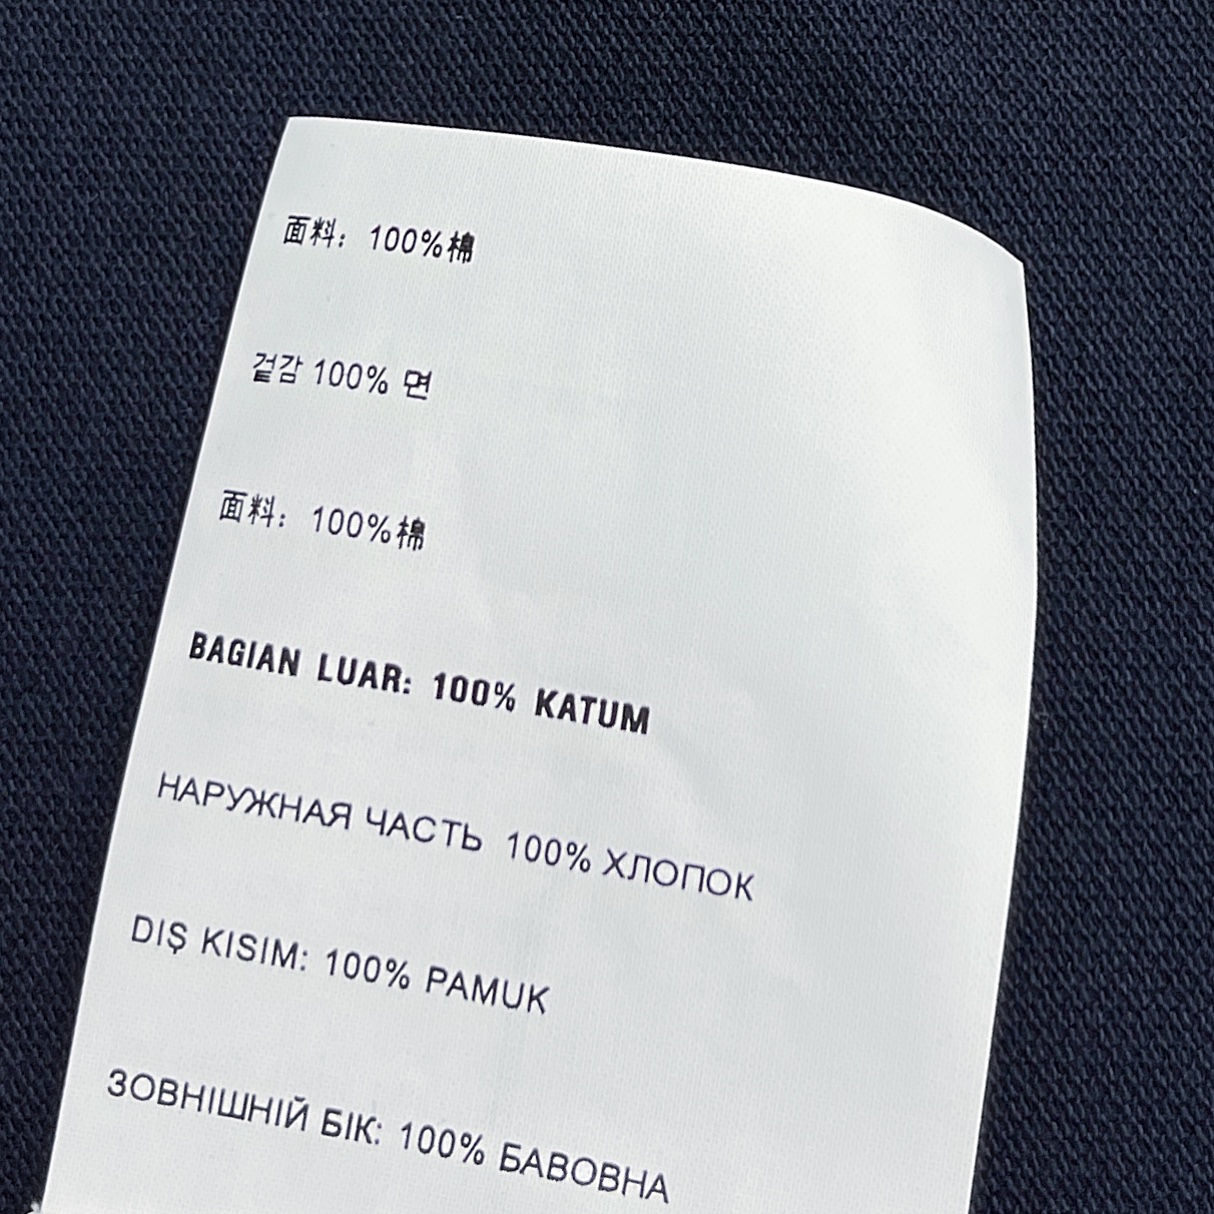 面料：100%棉
겉감 100% 면
面料：100%棉
BAGIAN LUAR: 100% KATUM
НАРУЖНАЯ ЧАСТЬ 100% ХЛОПОК
DIŞ KISIM: 100% PAMUK
ЗОВНІШНІЙ БІК: 100% БАВОВНА